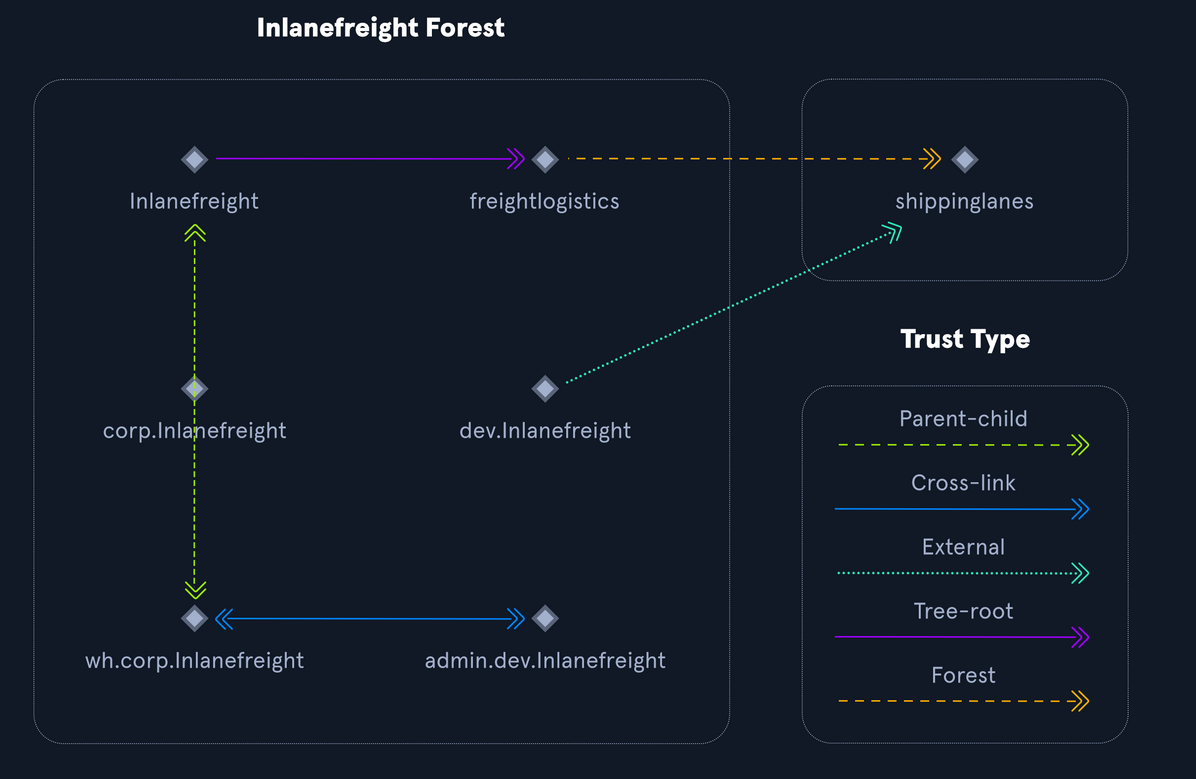 Inlanefreight Forest
Inlanefreight
freightlogistics
shippinglanes
corp.Inlanefreight
dev.Inlanefreight
wh.corp.Inlanefreight
admin.dev.Inlanefreight
Trust Type
Parent-child
Cross-link
External
Tree-root
Forest